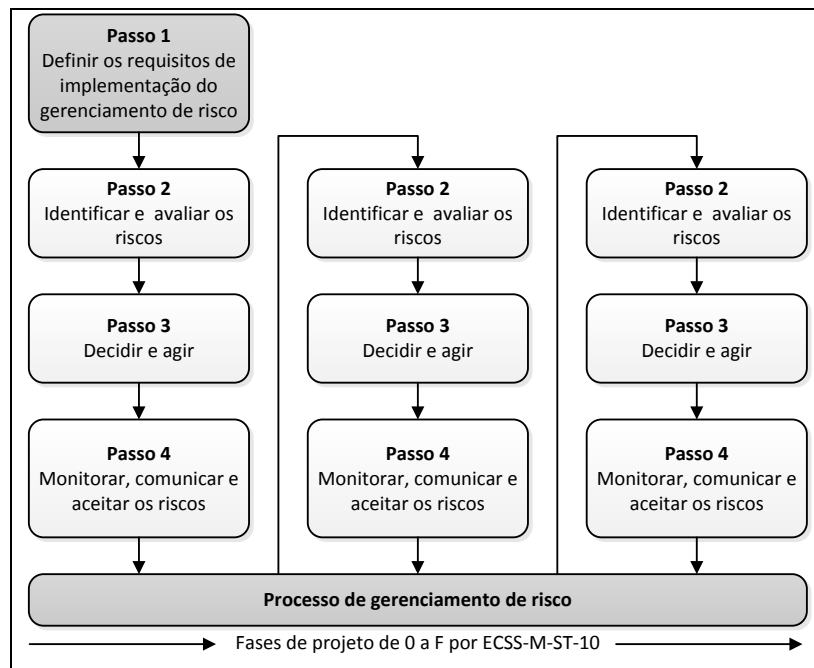 Passo 1
Definir os requisitos de
implementação do
gerenciamento de risco
Passo 2
Identificar e avaliar os
riscos
Passo 3
Decidir e agir
Passo 4
Monitorar, comunicar e
aceitar os riscos
Passo 2
Identificar e avaliar os
riscos
Passo 3
Decidir e agir
Passo 4
Monitorar, comunicar e
aceitar os riscos
Passo 2
Identificar e avaliar os
riscos
Passo 3
Decidir e agir
Passo 4
Monitorar, comunicar e
aceitar os riscos
Processo de gerenciamento de risco
Fases de projeto de 0 a F por ECSS-M-ST-10